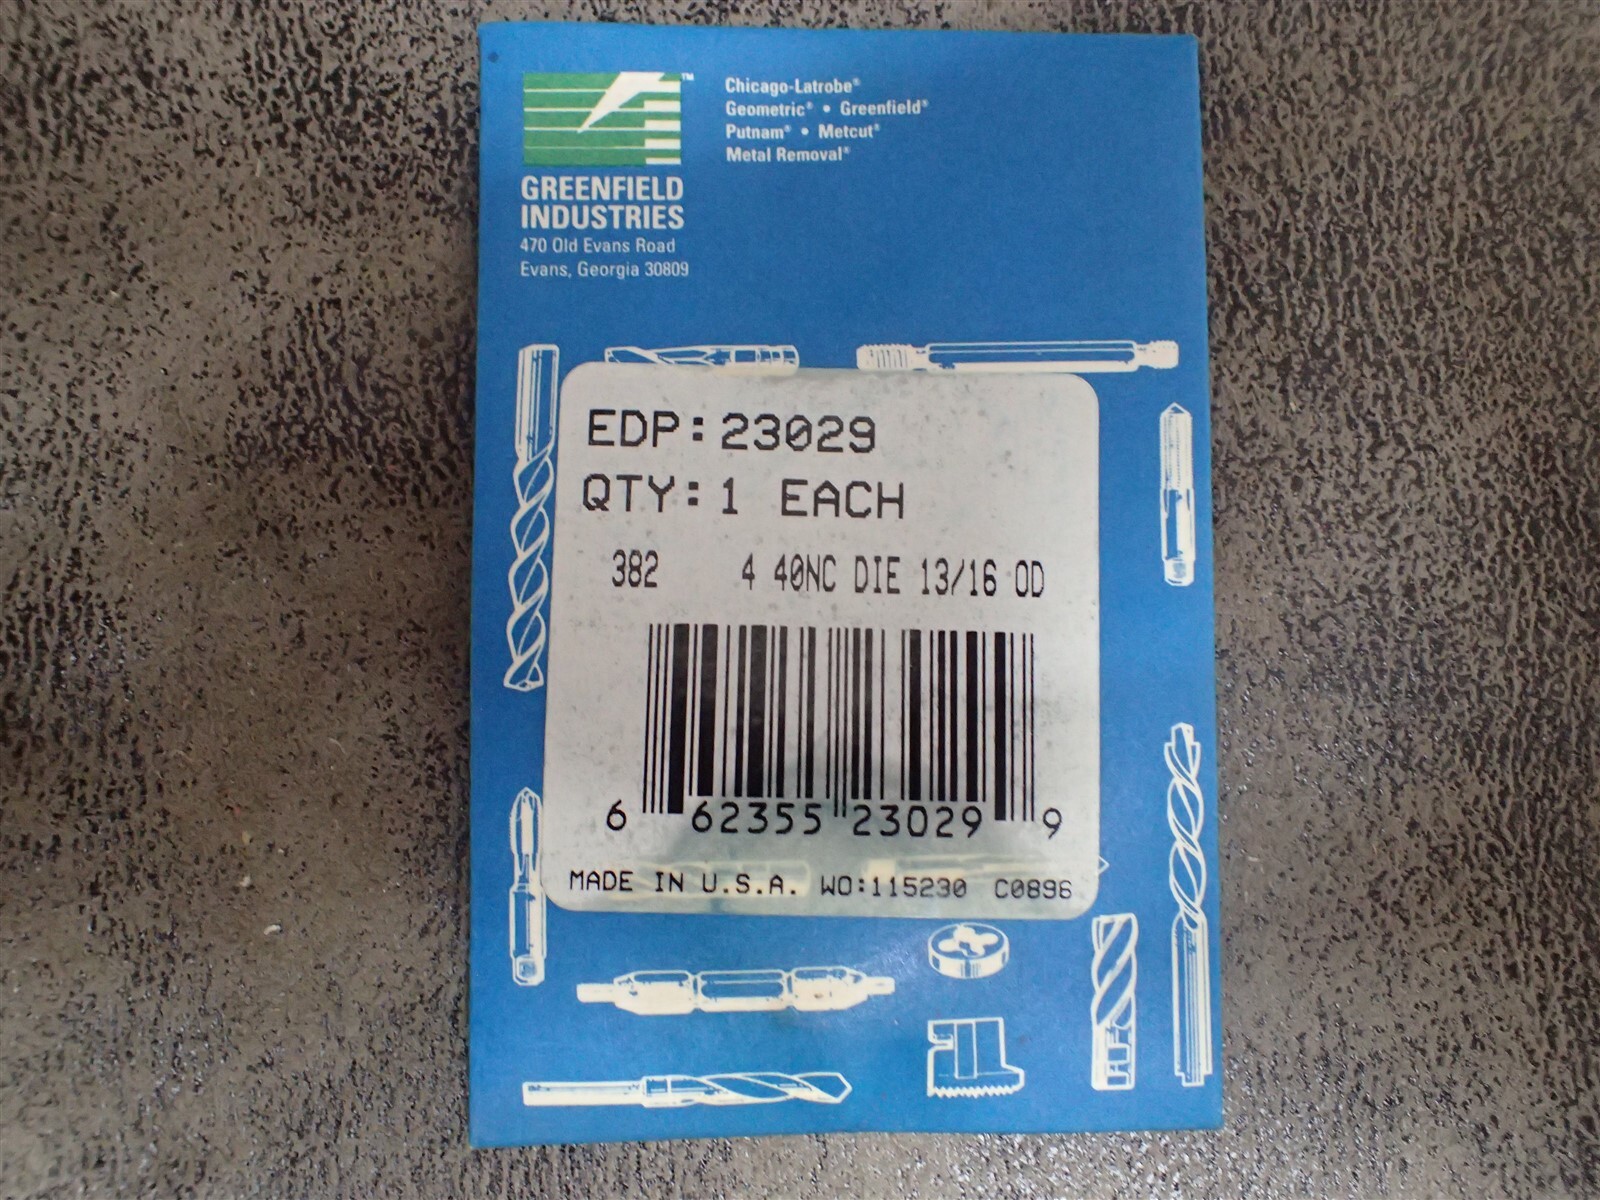 ™
GREENFIELD
INDUSTRIES
470 Old Evans Road
Evans, Georgia 30809
Chicago-Latrobe®
Geometric® • Greenfield®
Putnam® • Metcut®
Metal Removal®
EDP:23029
QTY:1 EACH
382 4 40NC DIE 13/16 OD
6 62355 23029 9
MADE IN U.S.A. WO:115230 C0896